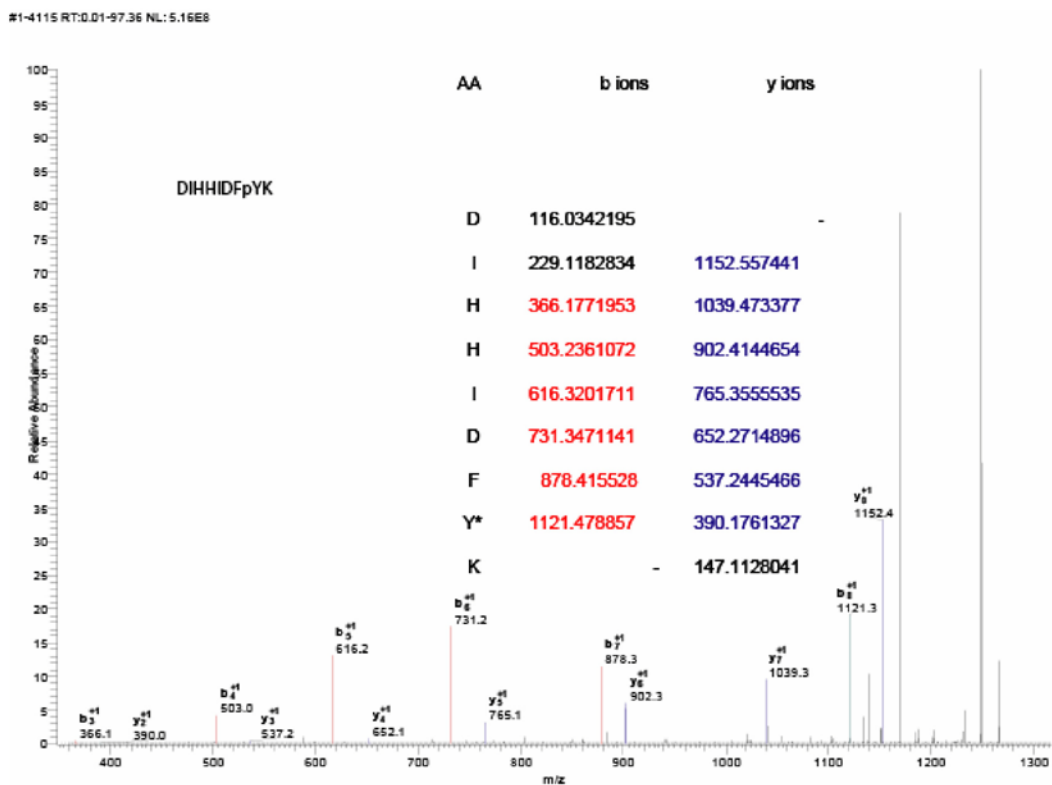 #1-4115 RT:0.01-97.36 NL: 5.16E8
AA b ions y ions
DIHHIDFpYK
D 116.0342195 -
I 229.1182834 1152.557441
H 366.1771953 1039.473377
H 503.2361072 902.4144654
I 616.3201711 765.3555535
D 731.3471141 652.2714896
F 878.415528 537.2445466
Y* 1121.478857 390.1761327
K - 147.1128041
100
95
90
85
80
75
70
65
60
55
50
45
40
35
30
25
20
15
10
5
0
Relative Abundance
b3+1
366.1
y2+1
390.0
b4+1
503.0
y3+1
537.2
b5+1
616.2
y4+1
652.1
b6+1
731.2
y5+1
765.1
b7+1
878.3
y6+1
902.3
y7+1
1039.3
b8+1
1121.3
y8+1
1152.4
400 500 600 700 800 900 1000 1100 1200 1300
m/z